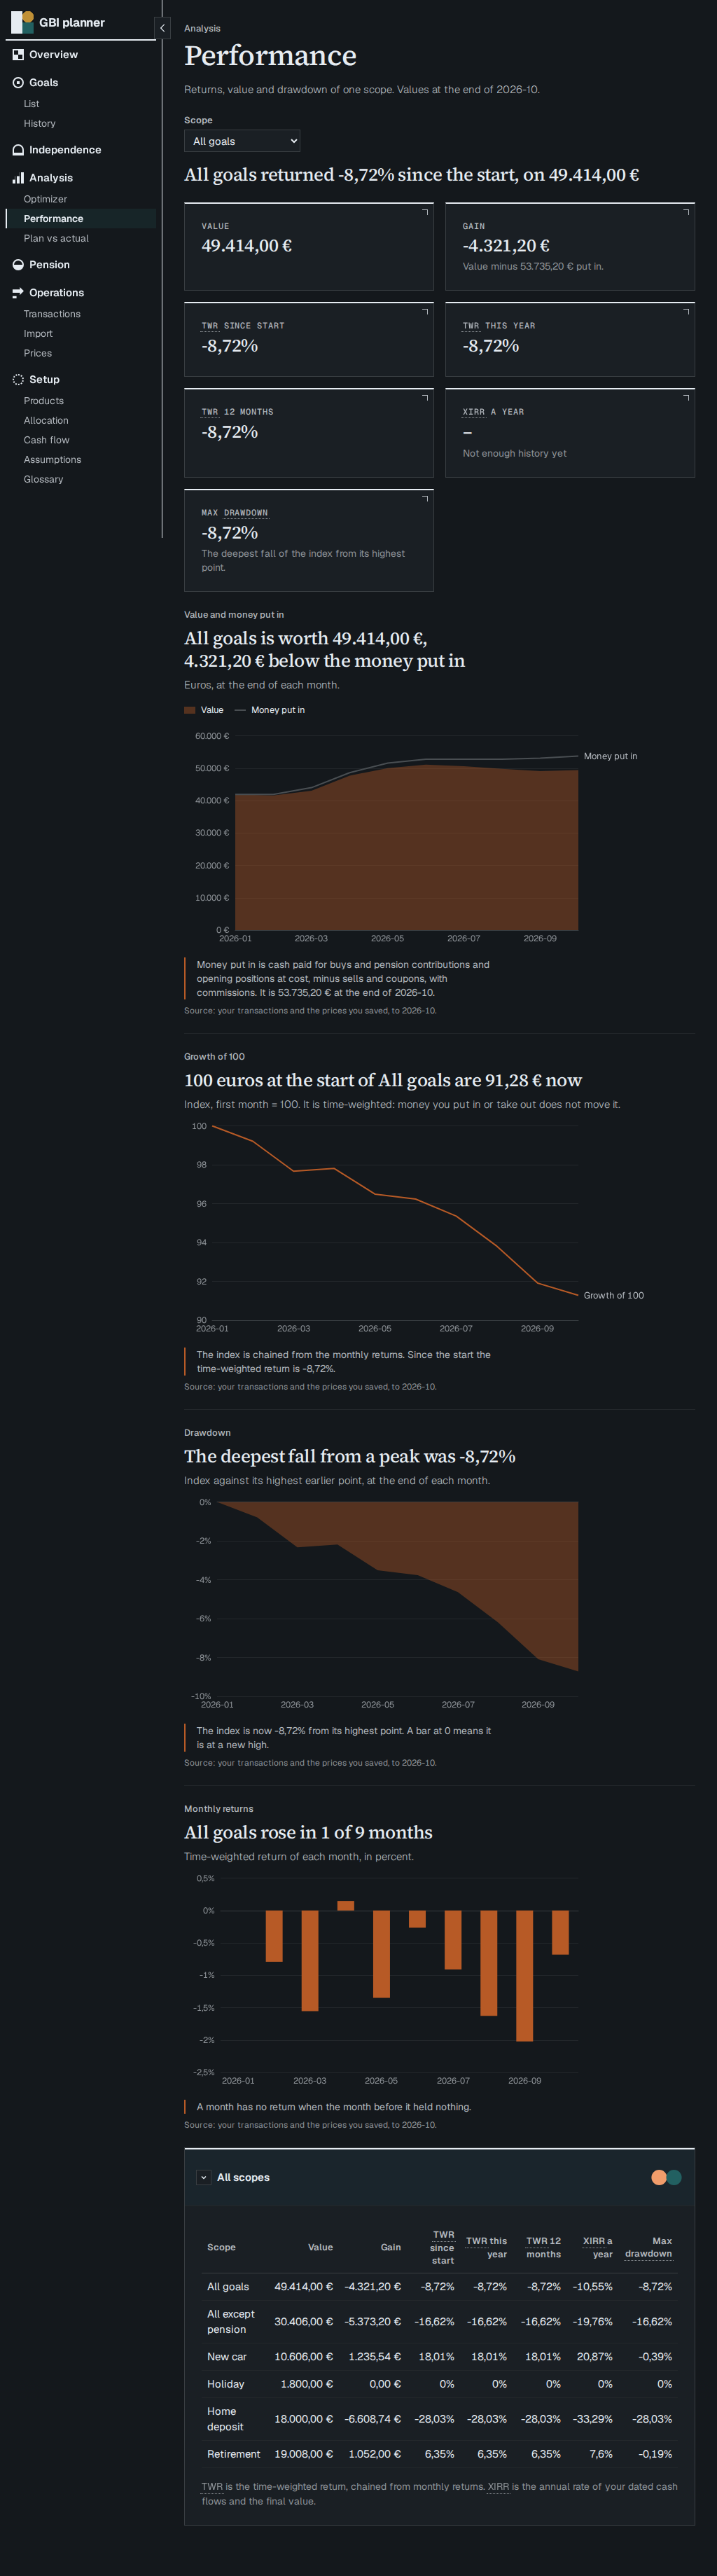 GBI planner
Overview
Goals
List
History
Independence
Analysis
Optimizer
Performance
Plan vs actual
Pension
Operations
Transactions
Import
Prices
Setup
Products
Allocation
Cash flow
Assumptions
Glossary
Analysis
Performance
Returns, value and drawdown of one scope. Values at the end of 2026-10.
Scope
All goals
All goals returned -8,72% since the start, on 49.414,00 €
VALUE
49.414,00 €
GAIN
-4.321,20 €
Value minus 53.735,20 € put in.
TWR SINCE START
-8,72%
TWR THIS YEAR
-8,72%
TWR 12 MONTHS
-8,72%
XIRR A YEAR
–
Not enough history yet
MAX DRAWDOWN
-8,72%
The deepest fall of the index from its highest
point.
Value and money put in
All goals is worth 49.414,00 €,
4.321,20 € below the money put in
Euros, at the end of each month.
Value Money put in
60.000 €
50.000 €
40.000 €
30.000 €
20.000 €
10.000 €
0 €
Money put in
2026-01 2026-03 2026-05 2026-07 2026-09
Money put in is cash paid for buys and pension contributions and
opening positions at cost, minus sells and coupons, with
commissions. It is 53.735,20 € at the end of 2026-10.
Source: your transactions and the prices you saved, to 2026-10.
Growth of 100
100 euros at the start of All goals are 91,28 € now
Index, first month = 100. It is time-weighted: money you put in or take out does not move it.
100
98
96
94
92
90
Growth of 100
2026-01 2026-03 2026-05 2026-07 2026-09
The index is chained from the monthly returns. Since the start the
time-weighted return is -8,72%.
Source: your transactions and the prices you saved, to 2026-10.
Drawdown
The deepest fall from a peak was -8,72%
Index against its highest earlier point, at the end of each month.
0%
-2%
-4%
-6%
-8%
-10%
2026-01 2026-03 2026-05 2026-07 2026-09
The index is now -8,72% from its highest point. A bar at 0 means it
is at a new high.
Source: your transactions and the prices you saved, to 2026-10.
Monthly returns
All goals rose in 1 of 9 months
Time-weighted return of each month, in percent.
0,5%
0%
-0,5%
-1%
-1,5%
-2%
-2,5%
2026-01 2026-03 2026-05 2026-07 2026-09
A month has no return when the month before it held nothing.
Source: your transactions and the prices you saved, to 2026-10.
All scopes
Scope Value Gain TWR since start TWR this year TWR 12 months XIRR a year Max drawdown
All goals 49.414,00 € -4.321,20 € -8,72% -8,72% -8,72% -10,55% -8,72%
All except pension 30.406,00 € -5.373,20 € -16,62% -16,62% -16,62% -19,76% -16,62%
New car 10.606,00 € 1.235,54 € 18,01% 18,01% 18,01% 20,87% -0,39%
Holiday 1.800,00 € 0,00 € 0% 0% 0% 0% 0%
Home deposit 18.000,00 € -6.608,74 € -28,03% -28,03% -28,03% -33,29% -28,03%
Retirement 19.008,00 € 1.052,00 € 6,35% 6,35% 6,35% 7,6% -0,19%
TWR is the time-weighted return, chained from monthly returns. XIRR is the annual rate of your dated cash
flows and the final value.